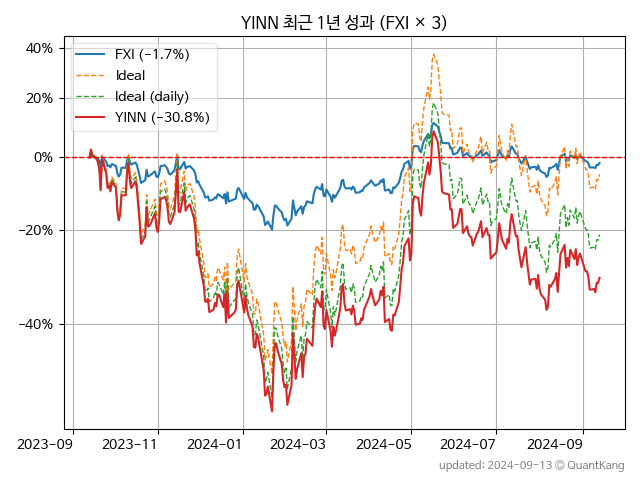 YINN 최근 1년 성과 (FXI × 3)
FXI (−1.7%)
Ideal
Ideal (daily)
YINN (−30.8%)
40%
20%
0%
−20%
−40%
2023-09 2023-11 2024-01 2024-03 2024-05 2024-07 2024-09
updated: 2024-09-13 ⓒ QuantKang